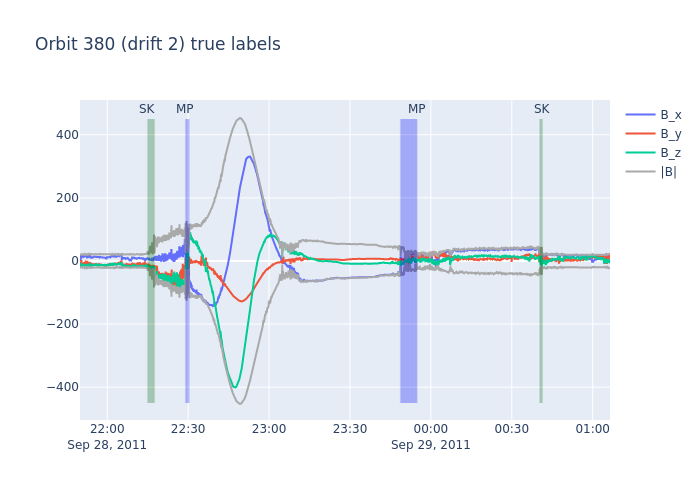 Orbit 380 (drift 2) true labels
SK MP MP SK
B_x
B_y
B_z
|B|
400
200
0
−200
−400
22:00 22:30 23:00 23:30 00:00 00:30 01:00
Sep 28, 2011 Sep 29, 2011